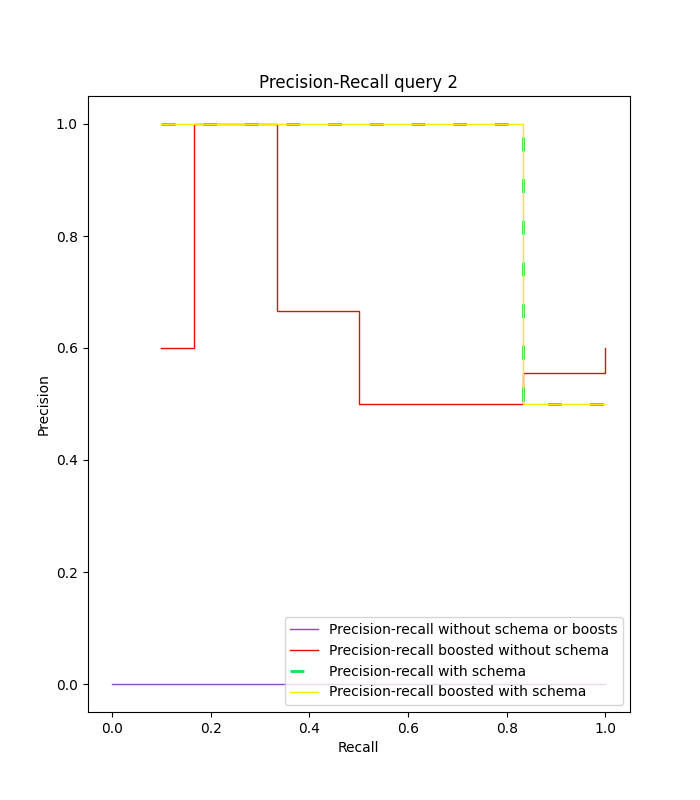 Precision-Recall query 2
1.0
0.8
0.6
0.4
0.2
0.0
Precision
Precision-recall without schema or boosts
Precision-recall boosted without schema
Precision-recall with schema
Precision-recall boosted with schema
0.0 0.2 0.4 0.6 0.8 1.0
Recall